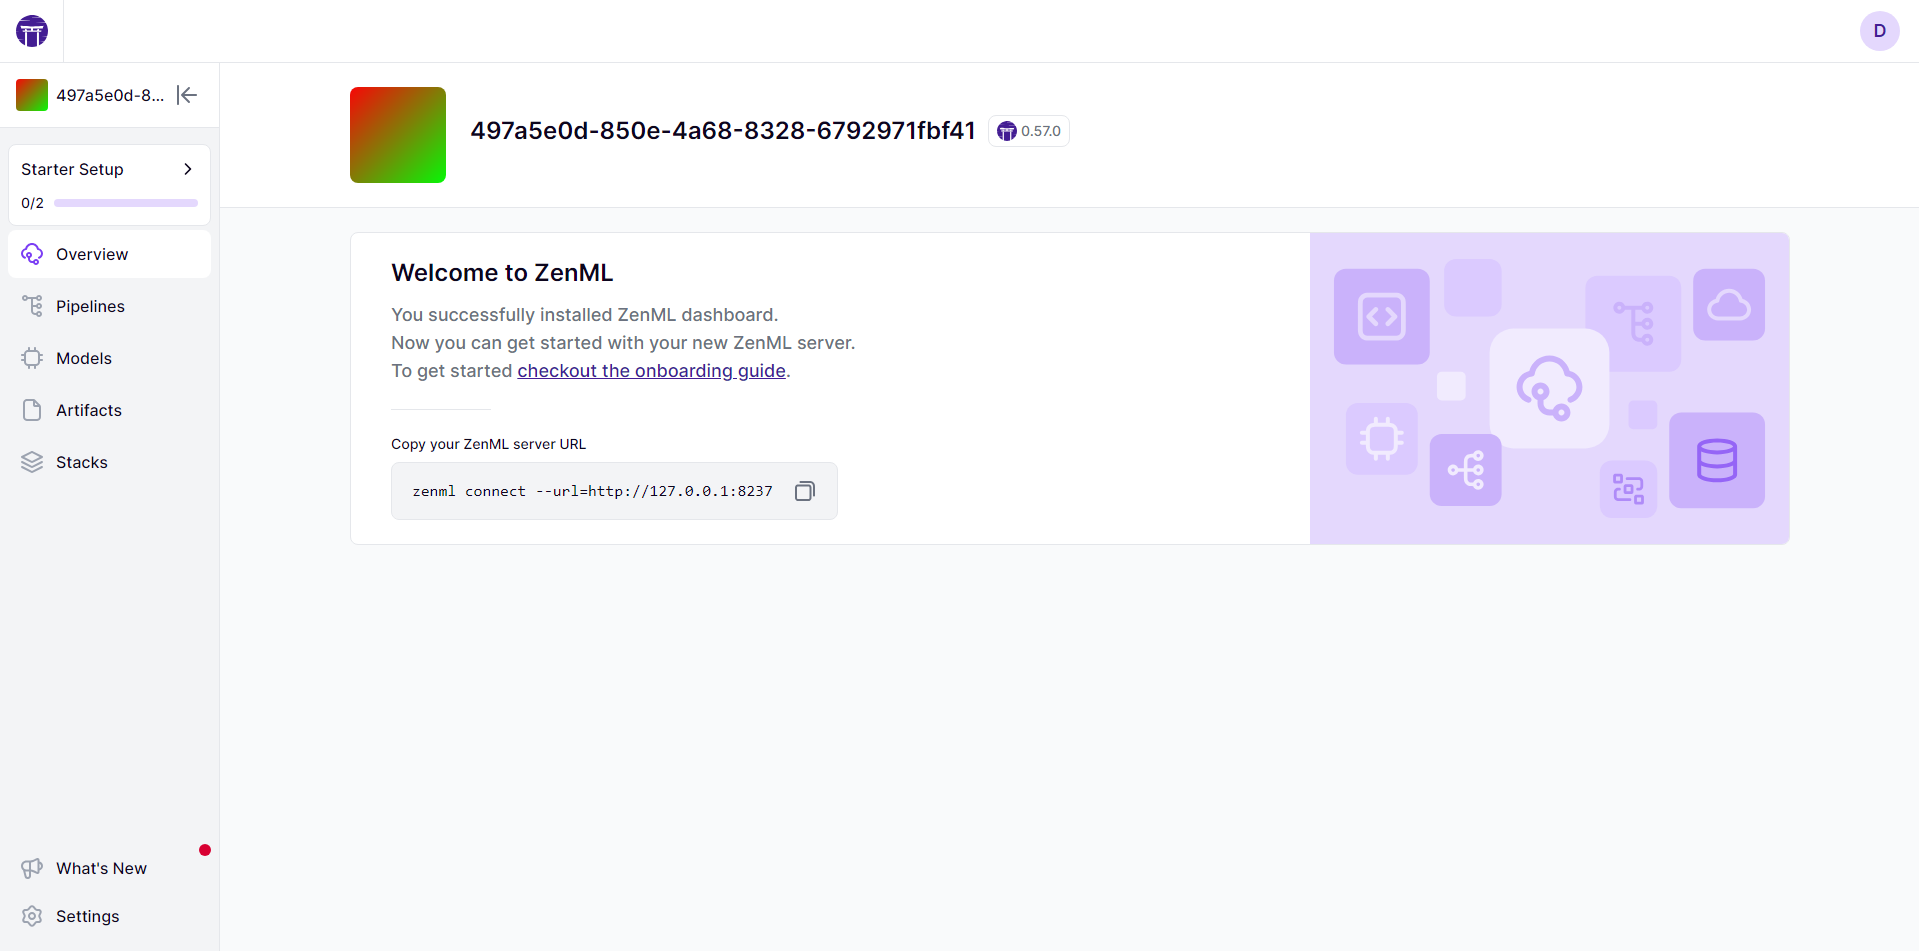 D
497a5e0d-8...
Starter Setup
0/2
Overview
Pipelines
Models
Artifacts
Stacks
What's New
Settings
497a5e0d-850e-4a68-8328-6792971fbf41
0.57.0
Welcome to ZenML
You successfully installed ZenML dashboard.
Now you can get started with your new ZenML server.
To get started checkout the onboarding guide.
Copy your ZenML server URL
zenml connect --url=http://127.0.0.1:8237